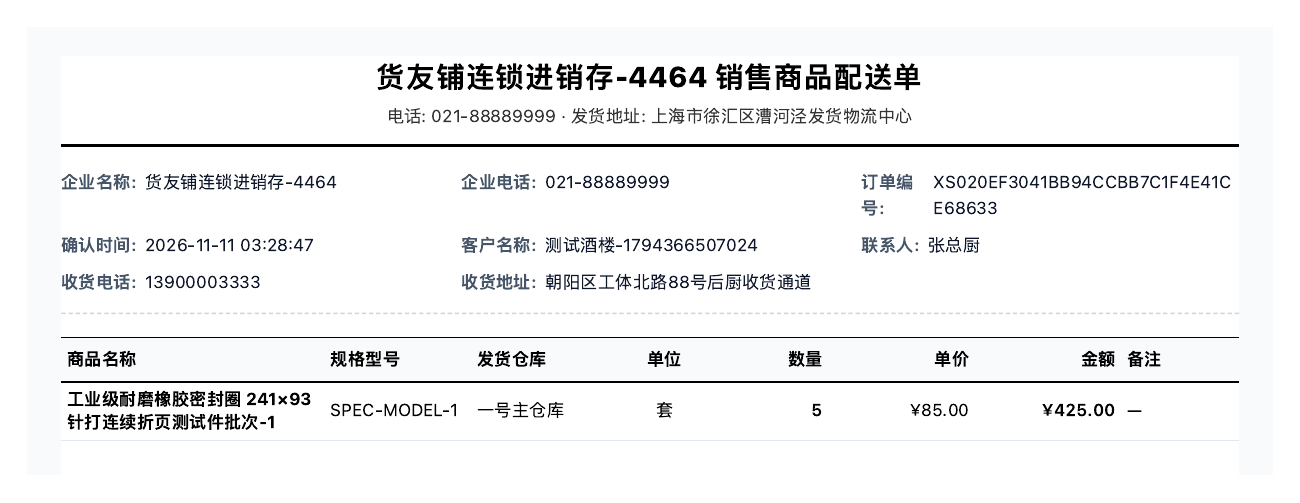 货友铺连锁进销存-4464 销售商品配送单
电话: 021-88889999 · 发货地址: 上海市徐汇区漕河泾发货物流中心
企业名称: 货友铺连锁进销存-4464 企业电话: 021-88889999 订单编号: XS020EF3041BB94CCBB7C1F4E41CE68633
确认时间: 2026-11-11 03:28:47 客户名称: 测试酒楼-1794366507024 联系人: 张总厨
收货电话: 13900003333 收货地址: 朝阳区工体北路88号后厨收货通道
商品名称 规格型号 发货仓库 单位 数量 单价 金额 备注
工业级耐磨橡胶密封圈 241×93
针打连续折页测试件批次-1 SPEC-MODEL-1 一号主仓库 套 5 ¥85.00 ¥425.00 —